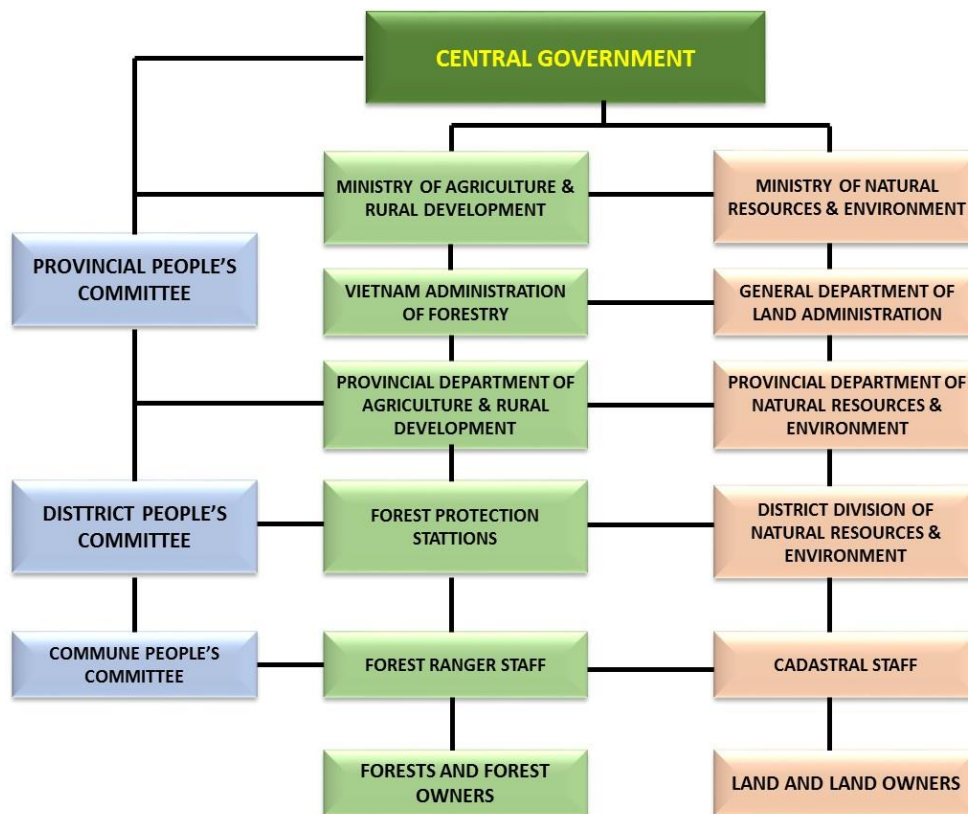 CENTRAL GOVERNMENT
MINISTRY OF AGRICULTURE &
RURAL DEVELOPMENT
MINISTRY OF NATURAL
RESOURCES & ENVIRONMENT
PROVINCIAL PEOPLE'S
COMMITTEE
VIETNAM ADMINISTRATION
OF FORESTRY
GENERAL DEPARTMENT OF
LAND ADMINISTRATION
PROVINCIAL DEPARTMENT OF
AGRICULTURE & RURAL
DEVELOPMENT
PROVINCIAL DEPARTMENT OF
NATURAL RESOURCES &
ENVIRONMENT
DISTTRICT PEOPLE'S
COMMITTEE
FOREST PROTECTION
STATTIONS
DISTRICT DIVISION OF
NATURAL RESOURCES &
ENVIRONMENT
COMMUNE PEOPLE'S
COMMITTEE
FOREST RANGER STAFF
CADASTRAL STAFF
FORESTS AND FOREST
OWNERS
LAND AND LAND OWNERS